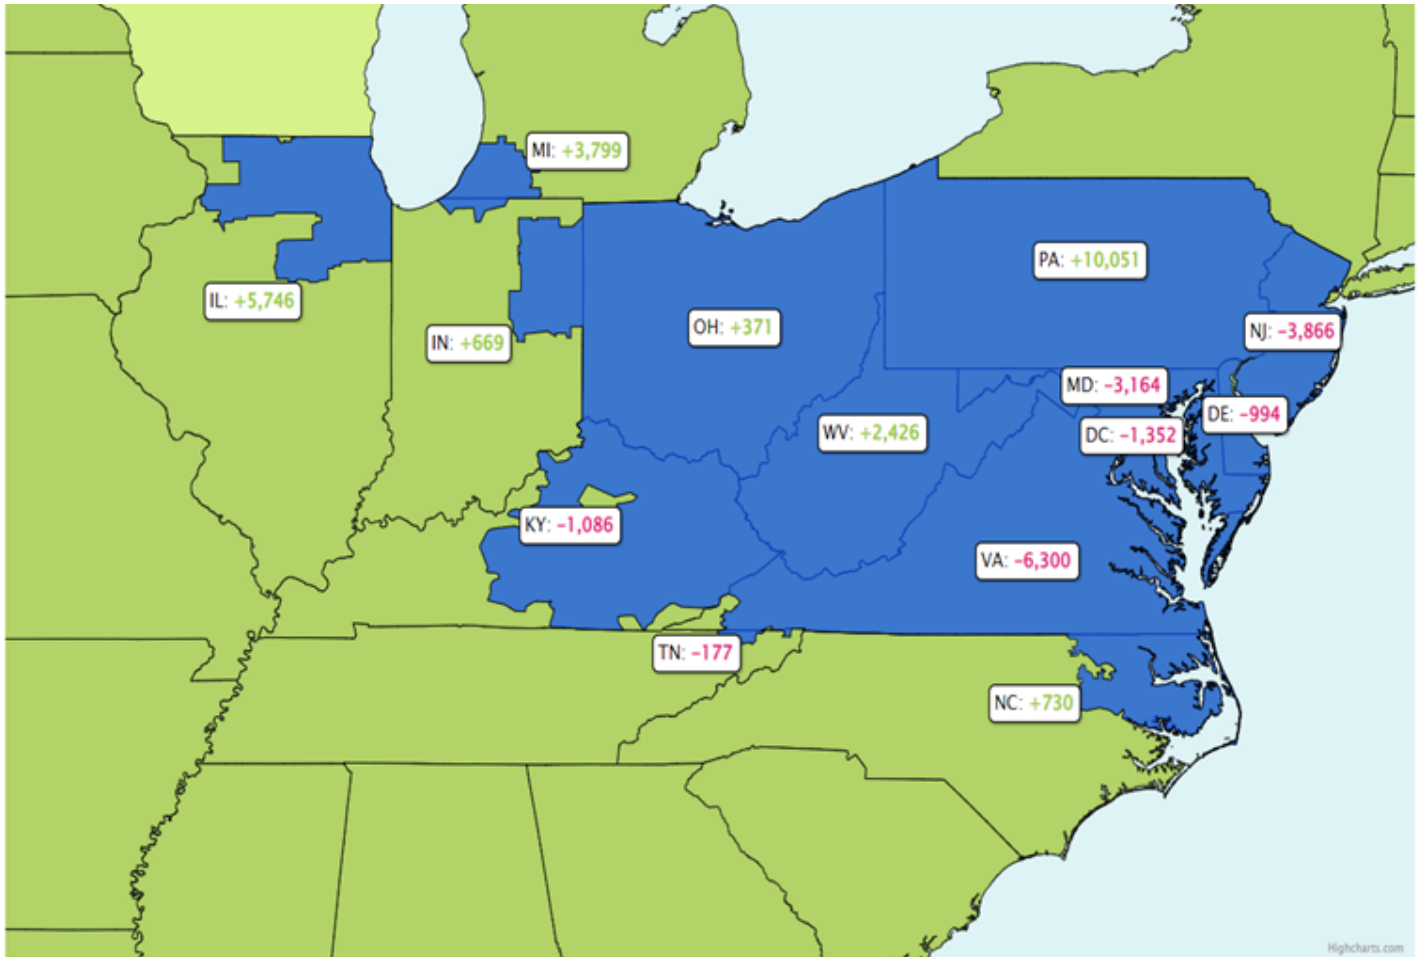 MI: +3,799
PA: +10,051
IL: +5,746
OH: +371
NJ: −3,866
IN: +669
MD: −3,164
DE: −994
WV: +2,426
DC: −1,352
KY: −1,086
VA: −6,300
TN: −177
NC: +730
Highcharts.com